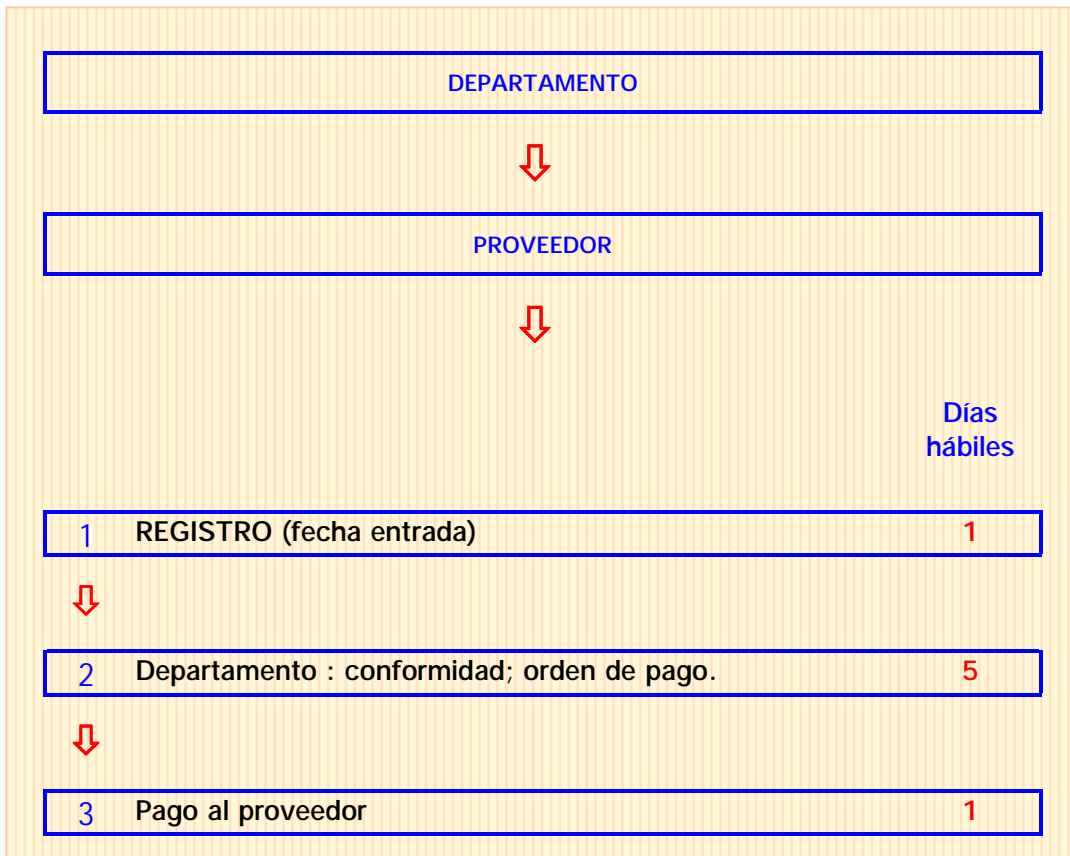 DEPARTAMENTO
PROVEEDOR
Días
hábiles
1 REGISTRO (fecha entrada) 1
2 Departamento : conformidad; orden de pago. 5
3 Pago al proveedor 1